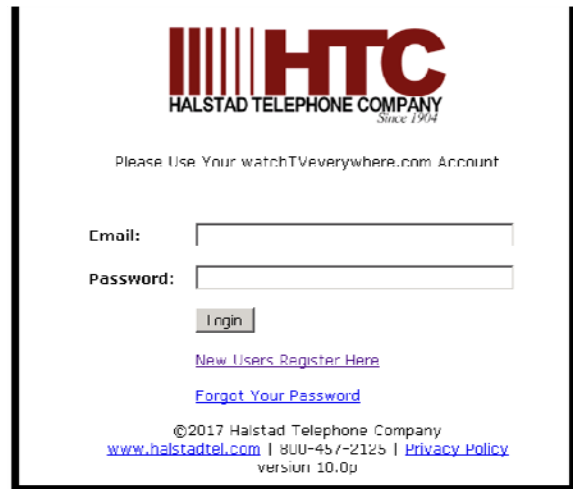 HTC
HALSTAD TELEPHONE COMPANY
Since 1904
Please Use Your watchTVeverywhere.com Account
Email:
Password:
Login
New Users Register Here
Forgot Your Password
©2017 Halstad Telephone Company
www.halstadtel.com | 800-457-2125 | Privacy Policy
version 10.0p